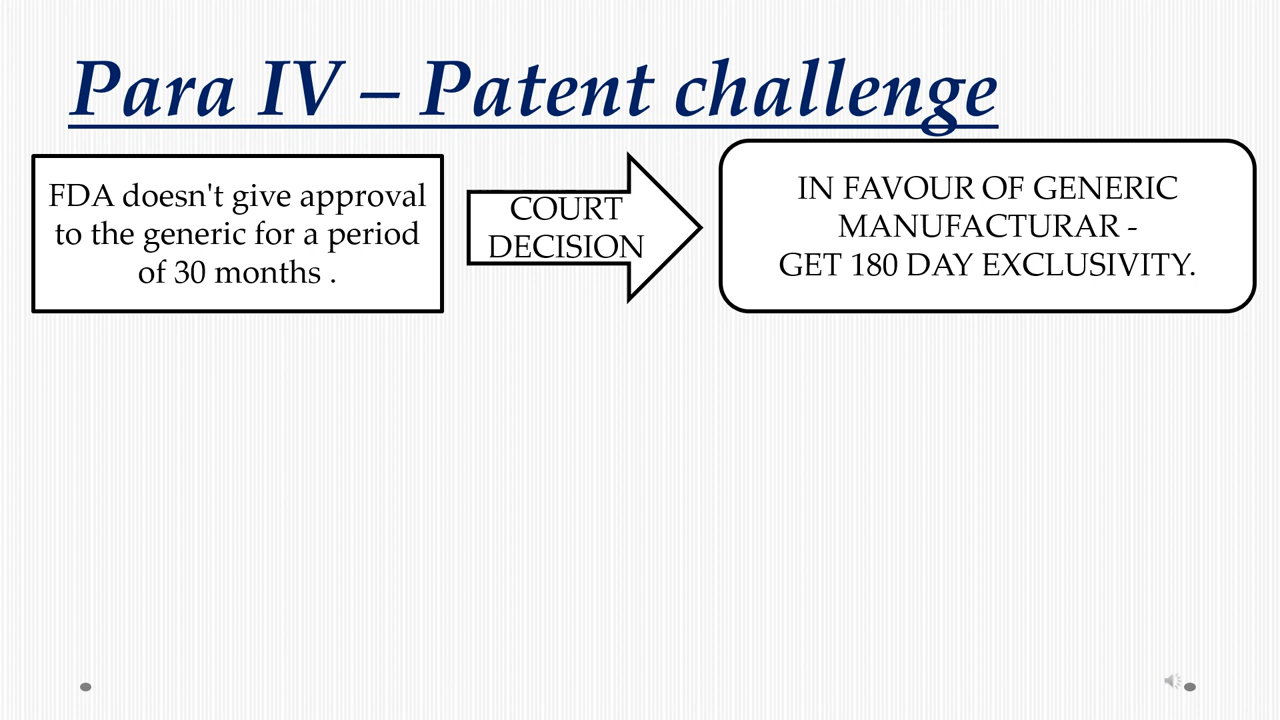 Para IV – Patent challenge
FDA doesn't give approval
to the generic for a period
of 30 months .
COURT
DECISION
IN FAVOUR OF GENERIC
MANUFACTURAR -
GET 180 DAY EXCLUSIVITY.